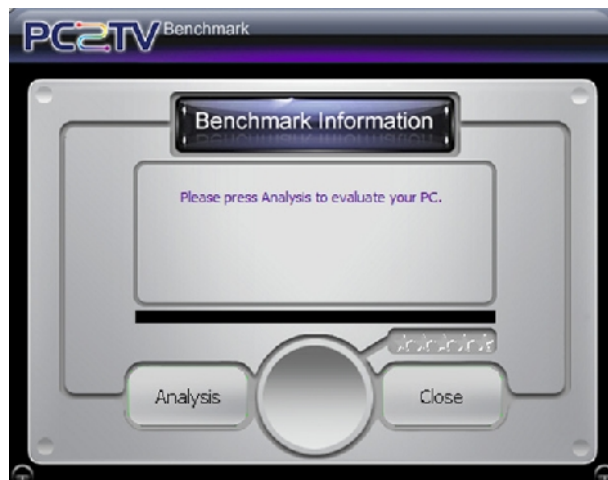 PC2TV Benchmark
Benchmark Information
Please press Analysis to evaluate your PC.
Analysis
Close